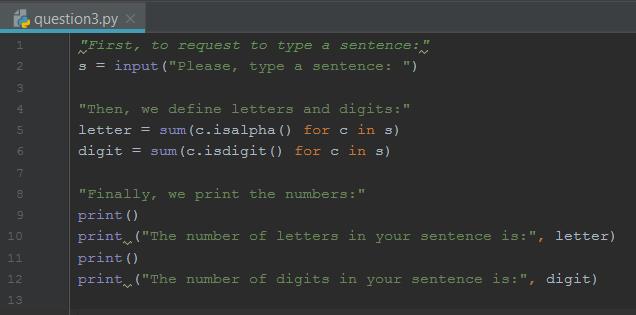 question3.py
1 "First, to request to type a sentence:"
2 s = input("Please, type a sentence: ")
3
4 "Then, we define letters and digits:"
5 letter = sum(c.isalpha() for c in s)
6 digit = sum(c.isdigit() for c in s)
7
8 "Finally, we print the numbers:"
9 print()
10 print ("The number of letters in your sentence is:", letter)
11 print()
12 print ("The number of digits in your sentence is:", digit)
13